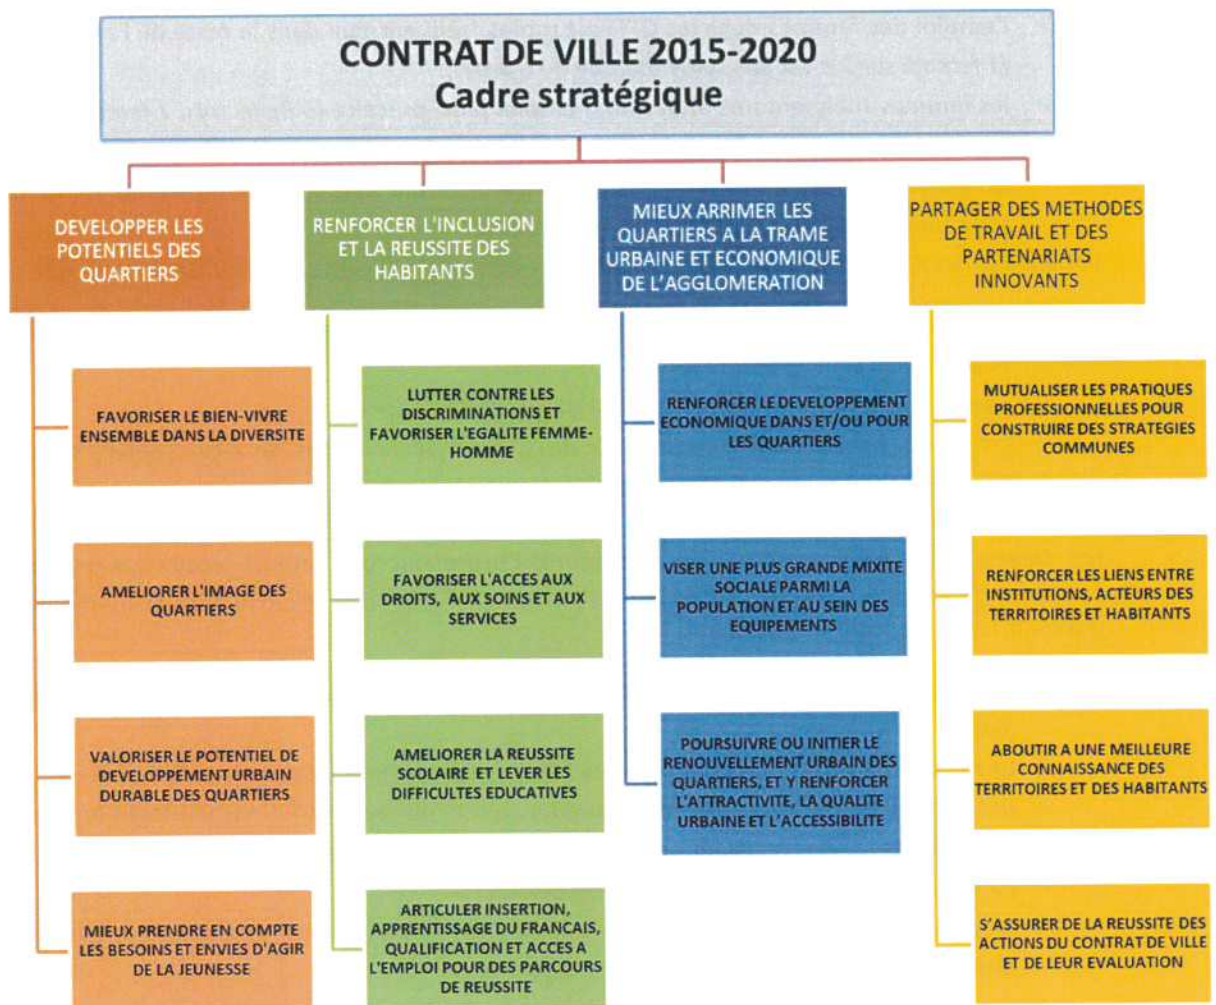 CONTRAT DE VILLE 2015-2020
Cadre stratégique
DEVELOPPER LES
POTENTIELS DES
QUARTIERS
FAVORISER LE BIEN-VIVRE
ENSEMBLE DANS LA DIVERSITE
AMELIORER L'IMAGE DES
QUARTIERS
VALORISER LE POTENTIEL DE
DEVELOPPEMENT URBAIN
DURABLE DES QUARTIERS
MIEUX PRENDRE EN COMPTE
LES BESOINS ET ENVIES D'AGIR
DE LA JEUNESSE
RENFORCER L'INCLUSION
ET LA REUSSITE DES
HABITANTS
LUTTER CONTRE LES
DISCRIMINATIONS ET
FAVORISER L'EGALITE FEMME-
HOMME
FAVORISER L'ACCES AUX
DROITS, AUX SOINS ET AUX
SERVICES
AMELIORER LA REUSSITE
SCOLAIRE ET LEVER LES
DIFFICULTES EDUCATIVES
ARTICULER INSERTION,
APPRENTISSAGE DU FRANCAIS,
QUALIFICATION ET ACCES A
L'EMPLOI POUR DES PARCOURS
DE REUSSITE
MIEUX ARRIMER LES
QUARTIERS A LA TRAME
URBAINE ET ECONOMIQUE
DE L'AGGLOMERATION
RENFORCER LE DEVELOPPEMENT
ECONOMIQUE DANS ET/OU POUR
LES QUARTIERS
VISER UNE PLUS GRANDE MIXITE
SOCIALE PARMI LA
POPULATION ET AU SEIN DES
EQUIPEMENTS
POURSUIVRE OU INITIER LE
RENOUVELLEMENT URBAIN DES
QUARTIERS, ET Y RENFORCER
L'ATTRACTIVITE, LA QUALITE
URBAINE ET L'ACCESSIBILITE
PARTAGER DES METHODES
DE TRAVAIL ET DES
PARTENARIATS
INNOVANTS
MUTUALISER LES PRATIQUES
PROFESSIONNELLES POUR
CONSTRUIRE DES STRATEGIES
COMMUNES
RENFORCER LES LIENS ENTRE
INSTITUTIONS, ACTEURS DES
TERRITOIRES ET HABITANTS
ABOUTIR A UNE MEILLEURE
CONNAISSANCE DES
TERRITOIRES ET DES HABITANTS
S'ASSURER DE LA REUSSITE DES
ACTIONS DU CONTRAT DE VILLE
ET DE LEUR EVALUATION